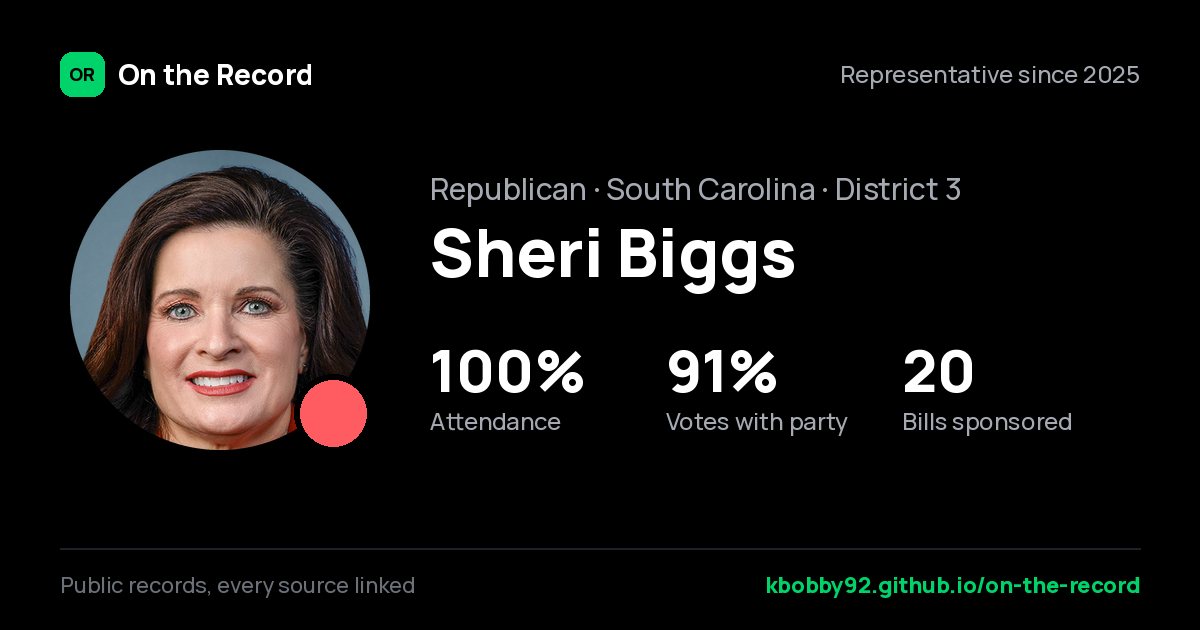 OR On the Record
Representative since 2025
Republican · South Carolina · District 3
Sheri Biggs
100% 91% 20
Attendance Votes with party Bills sponsored
Public records, every source linked
kbobby92.github.io/on-the-record